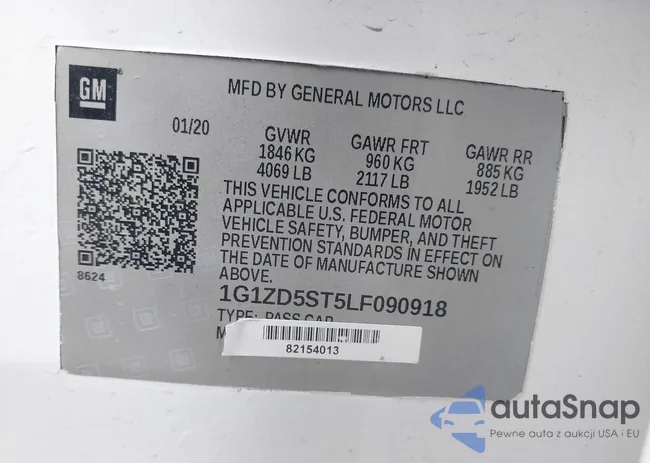 GM
MFD BY GENERAL MOTORS LLC
01/20
GVWR
1846 KG
4069 LB
GAWR FRT
960 KG
2117 LB
GAWR RR
885 KG
1952 LB
THIS VEHICLE CONFORMS TO ALL
APPLICABLE U.S. FEDERAL MOTOR
VEHICLE SAFETY, BUMPER, AND THEFT
PREVENTION STANDARDS IN EFFECT ON
THE DATE OF MANUFACTURE SHOWN
ABOVE.
8624
1G1ZD5ST5LF090918
TYPE: PASS CAR
82154013
autaSnap
Pewne auta z aukcji USA i EU